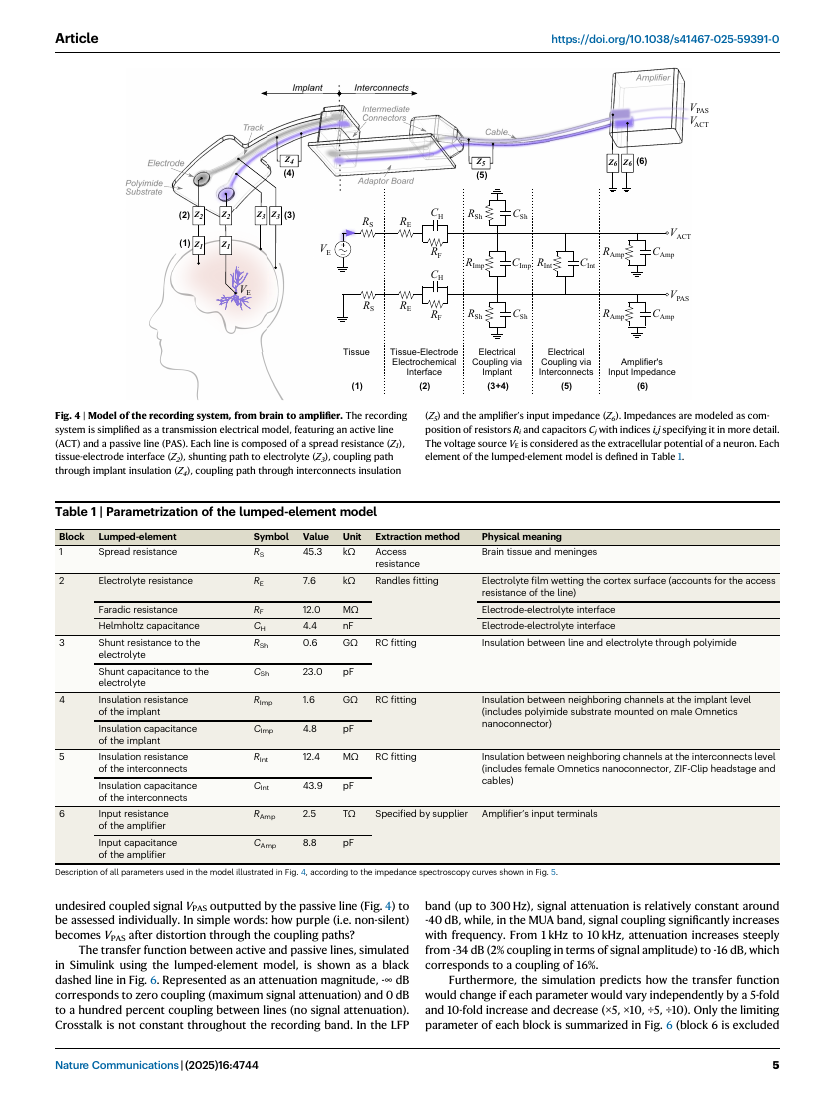 Article
https://doi.org/10.1038/s41467-025-59391-0
Implant
Interconnects
Amplifier
Track
Intermediate
Connectors
Cable
V_PAS
V_ACT
Electrode
Polyimide
Substrate
Z4
(4)
Adaptor Board
Z5
(5)
Z6 Z6 (6)
(2) Z2 Z2 Z3 Z3 (3)
(1) Z1 Z1
V_E
R_S R_E C_H R_F R_Sh C_Sh
V_E
V_ACT
R_Imp C_Imp R_Int C_Int R_Amp C_Amp
C_H
V_PAS
R_S R_E R_F R_Sh C_Sh R_Amp C_Amp
Tissue
(1)
Tissue-Electrode
Electrochemical
Interface
(2)
Electrical
Coupling via
Implant
(3+4)
Electrical
Coupling via
Interconnects
(5)
Amplifier's
Input Impedance
(6)
Fig. 4 | Model of the recording system, from brain to amplifier. The recording
system is simplified as a transmission electrical model, featuring an active line
(ACT) and a passive line (PAS). Each line is composed of a spread resistance (Z1),
tissue-electrode interface (Z2), shunting path to electrolyte (Z3), coupling path
through implant insulation (Z4), coupling path through interconnects insulation
(Z5) and the amplifier's input impedance (Z6). Impedances are modeled as com-
position of resistors Ri and capacitors Cj with indices i,j specifying it in more detail.
The voltage source VE is considered as the extracellular potential of a neuron. Each
element of the lumped-element model is defined in Table 1.
Table 1 | Parametrization of the lumped-element model
Block Lumped-element Symbol Value Unit Extraction method Physical meaning
1 Spread resistance R_S 45.3 kΩ Access
resistance
Brain tissue and meninges
2 Electrolyte resistance R_E 7.6 kΩ Randles fitting Electrolyte film wetting the cortex surface (accounts for the access
resistance of the line)
Faradic resistance R_F 12.0 MΩ Electrode-electrolyte interface
Helmholtz capacitance C_H 4.4 nF Electrode-electrolyte interface
3 Shunt resistance to the
electrolyte
R_Sh 0.6 GΩ RC fitting Insulation between line and electrolyte through polyimide
Shunt capacitance to the
electrolyte
C_Sh 23.0 pF
4 Insulation resistance
of the implant
R_Imp 1.6 GΩ RC fitting Insulation between neighboring channels at the implant level
(includes polyimide substrate mounted on male Omnetics
nanoconnector)
Insulation capacitance
of the implant
C_Imp 4.8 pF
5 Insulation resistance
of the interconnects
R_Int 12.4 MΩ RC fitting Insulation between neighboring channels at the interconnects level
(includes female Omnetics nanoconnector, ZIF-Clip headstage and
cables)
Insulation capacitance
of the interconnects
C_Int 43.9 pF
6 Input resistance
of the amplifier
R_Amp 2.5 TΩ Specified by supplier Amplifier's input terminals
Input capacitance
of the amplifier
C_Amp 8.8 pF
Description of all parameters used in the model illustrated in Fig. 4, according to the impedance spectroscopy curves shown in Fig. 5.
undesired coupled signal VPAS outputted by the passive line (Fig. 4) to
be assessed individually. In simple words: how purple (i.e. non-silent)
becomes VPAS after distortion through the coupling paths?
The transfer function between active and passive lines, simulated
in Simulink using the lumped-element model, is shown as a black
dashed line in Fig. 6. Represented as an attenuation magnitude, -∞ dB
corresponds to zero coupling (maximum signal attenuation) and 0 dB
to a hundred percent coupling between lines (no signal attenuation).
Crosstalk is not constant throughout the recording band. In the LFP
band (up to 300 Hz), signal attenuation is relatively constant around
-40 dB, while, in the MUA band, signal coupling significantly increases
with frequency. From 1 kHz to 10 kHz, attenuation increases steeply
from -34 dB (2% coupling in terms of signal amplitude) to -16 dB, which
corresponds to a coupling of 16%.
Furthermore, the simulation predicts how the transfer function
would change if each parameter would vary independently by a 5-fold
and 10-fold increase and decrease (×5, ×10, ÷5, ÷10). Only the limiting
parameter of each block is summarized in Fig. 6 (block 6 is excluded
Nature Communications | (2025)16:4744
5